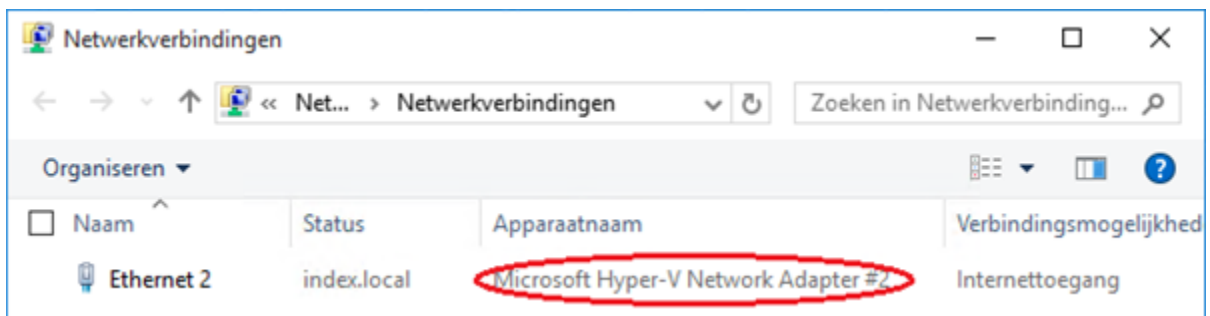 Netwerkverbindingen
« Net... > Netwerkverbindingen Zoeken in Netwerkverbinding...
Organiseren ?
Naam Status Apparaatnaam Verbindingsmogelijkhed
Ethernet 2 index.local Microsoft Hyper-V Network Adapter #2 Internettoegang